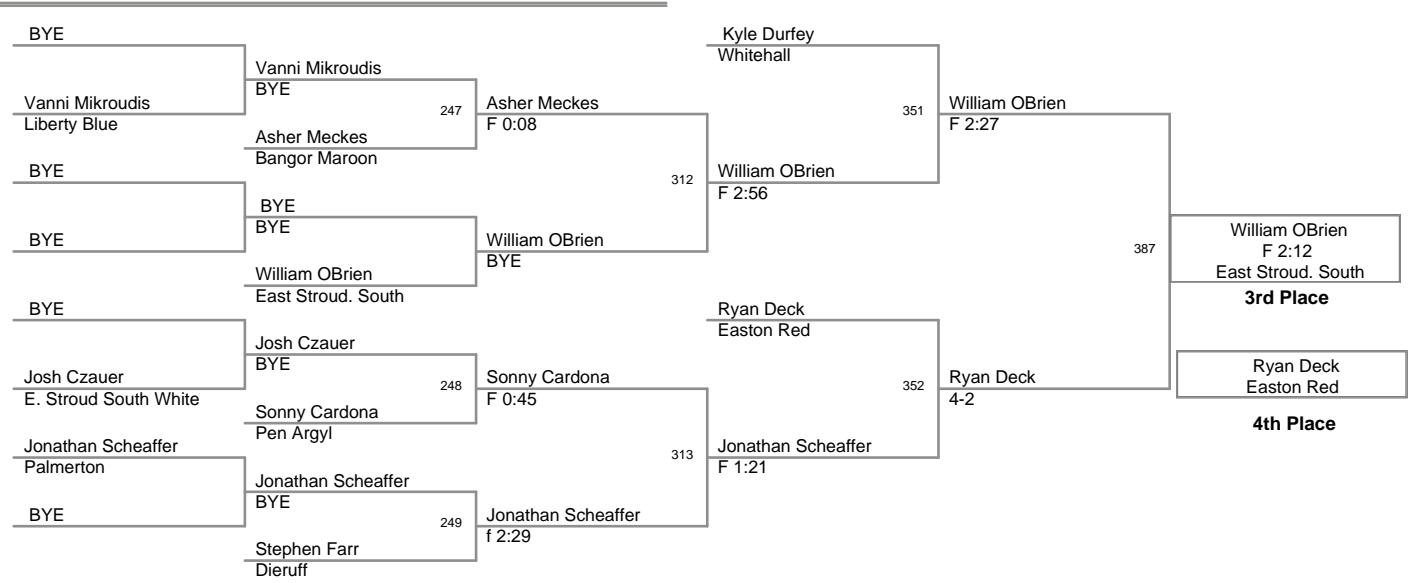 BYE
Vanni Mikroudis
Liberty Blue
BYE
BYE
BYE
Josh Czauer
E. Stroud South White
Jonathan Scheaffer
Palmerton
BYE
Vanni Mikroudis
BYE
247
Asher Meckes
Bangor Maroon
BYE
BYE
William OBrien
East Stroud. South
Josh Czauer
BYE
248
Sonny Cardona
Pen Argyl
Jonathan Scheaffer
BYE
249
Stephen Farr
Dieruff
Asher Meckes
F 0:08
312
William OBrien
BYE
Sonny Cardona
F 0:45
313
Jonathan Scheaffer
f 2:29
Kyle Durfey
Whitehall
351
William OBrien
F 2:56
Ryan Deck
Easton Red
352
Jonathan Scheaffer
F 1:21
William OBrien
F 2:27
387
Ryan Deck
4-2
William OBrien
F 2:12
East Stroud. South
3rd Place
Ryan Deck
Easton Red
4th Place